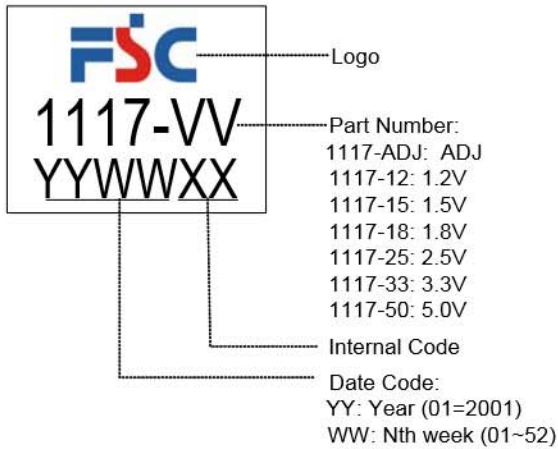 FSC
Logo
1117-VV
Part Number:
1117-ADJ: ADJ
1117-12: 1.2V
1117-15: 1.5V
1117-18: 1.8V
1117-25: 2.5V
1117-33: 3.3V
1117-50: 5.0V
YYWWXX
Internal Code
Date Code:
YY: Year (01=2001)
WW: Nth week (01~52)